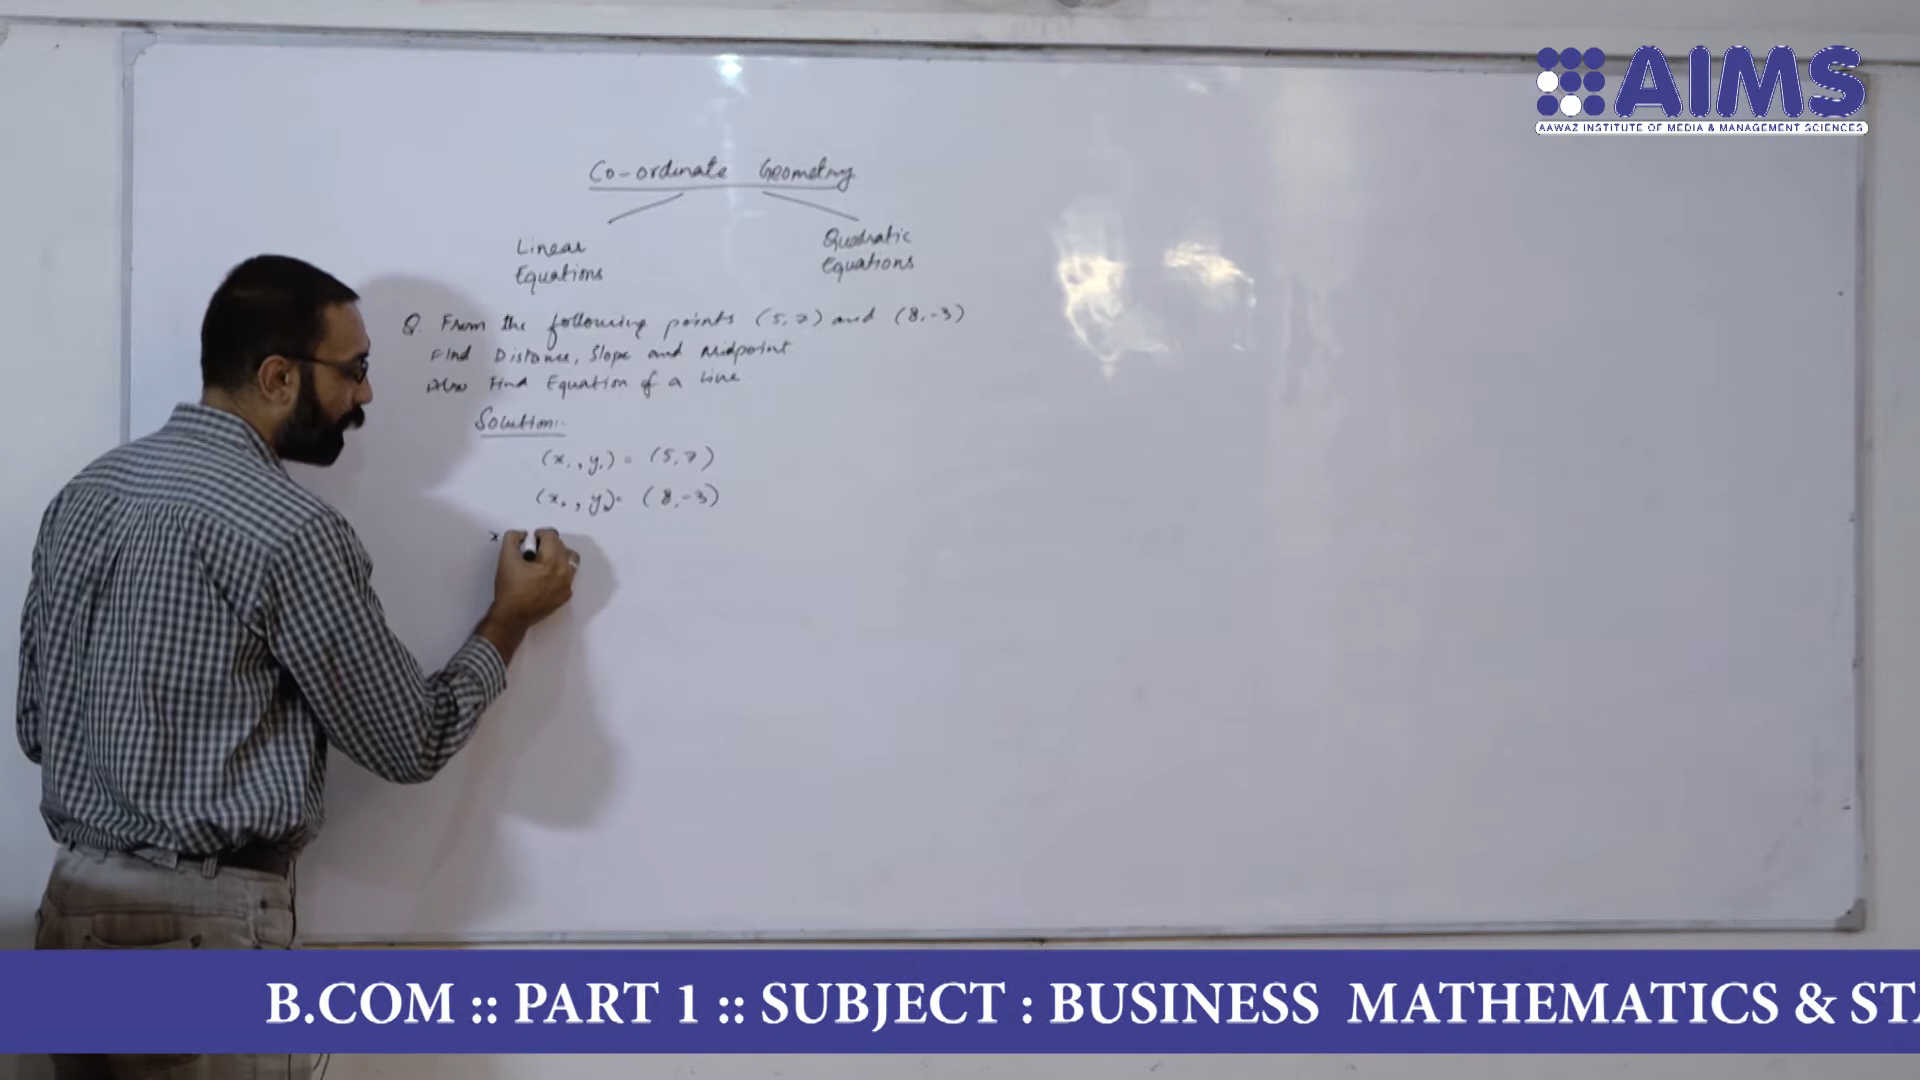 AIMS
AAWAZ INSTITUTE OF MEDIA & MANAGEMENT SCIENCES
Co-ordinate Geometry
Linear
Equations
Quadratic
Equations
Q. From the following points (5,7) and (8,-3)
Find Distance, Slope and Midpoint
Also Find Equation of a Line.
Solution:-
(x₁, y₁) = (5,7)
(x₂, y₂) = (8,-3)
x
B.COM :: PART 1 :: SUBJECT : BUSINESS MATHEMATICS & STA